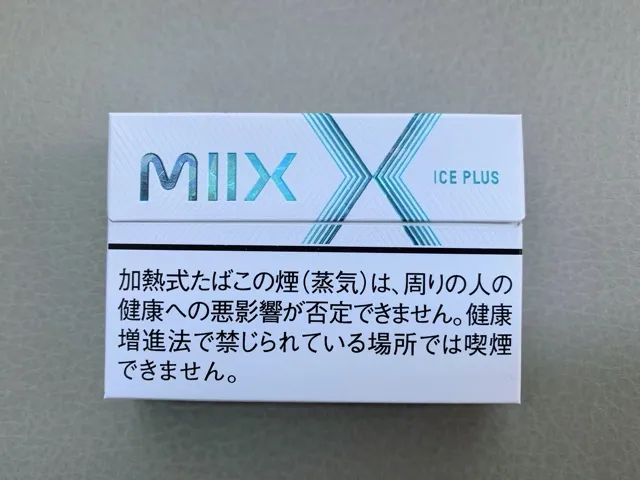 MIIX
ICE PLUS
加熱式たばこの煙(蒸気)は、周りの人の
健康への悪影響が否定できません。健康
増進法で禁じられている場所では喫煙
できません。